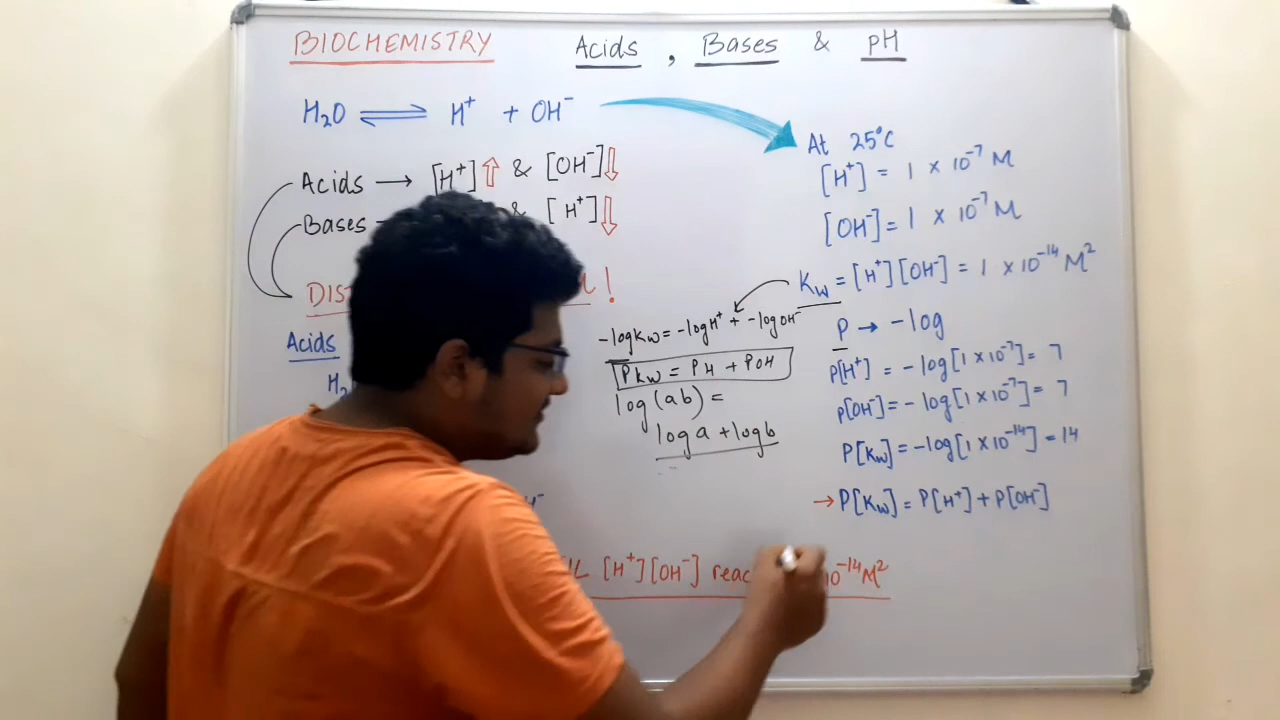 BIOCHEMISTRY Acids, Bases & pH
H₂O ⇌ H⁺ + OH⁻
Acids → [H⁺]⇧ & [OH⁻]⇩
Bases & [H⁺]⇩
!
Acids
At 25°C
[H⁺] = 1 × 10⁻⁷ M
[OH⁻] = 1 × 10⁻⁷ M
Kw = [H⁺][OH⁻] = 1 × 10⁻¹⁴ M²
P → -log
P[H⁺] = -log[1×10⁻⁷] = 7
P[OH⁻] = -log[1×10⁻⁷] = 7
P[Kw] = -log[1×10⁻¹⁴] = 14
→ P[Kw] = P[H⁺] + P[OH⁻]
-logKw = -logH⁺ + -logOH⁻
PKw = PH + POH
log(ab) =
loga + logb
[H⁺][OH⁻] 10⁻¹⁴M²